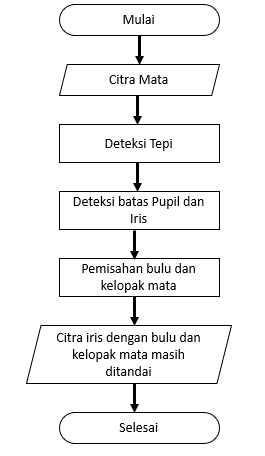 Mulai
Citra Mata
Deteksi Tepi
Deteksi batas Pupil dan
Iris
Pemisahan bulu dan
kelopak mata
Citra iris dengan bulu dan
kelopak mata masih
ditandai
Selesai